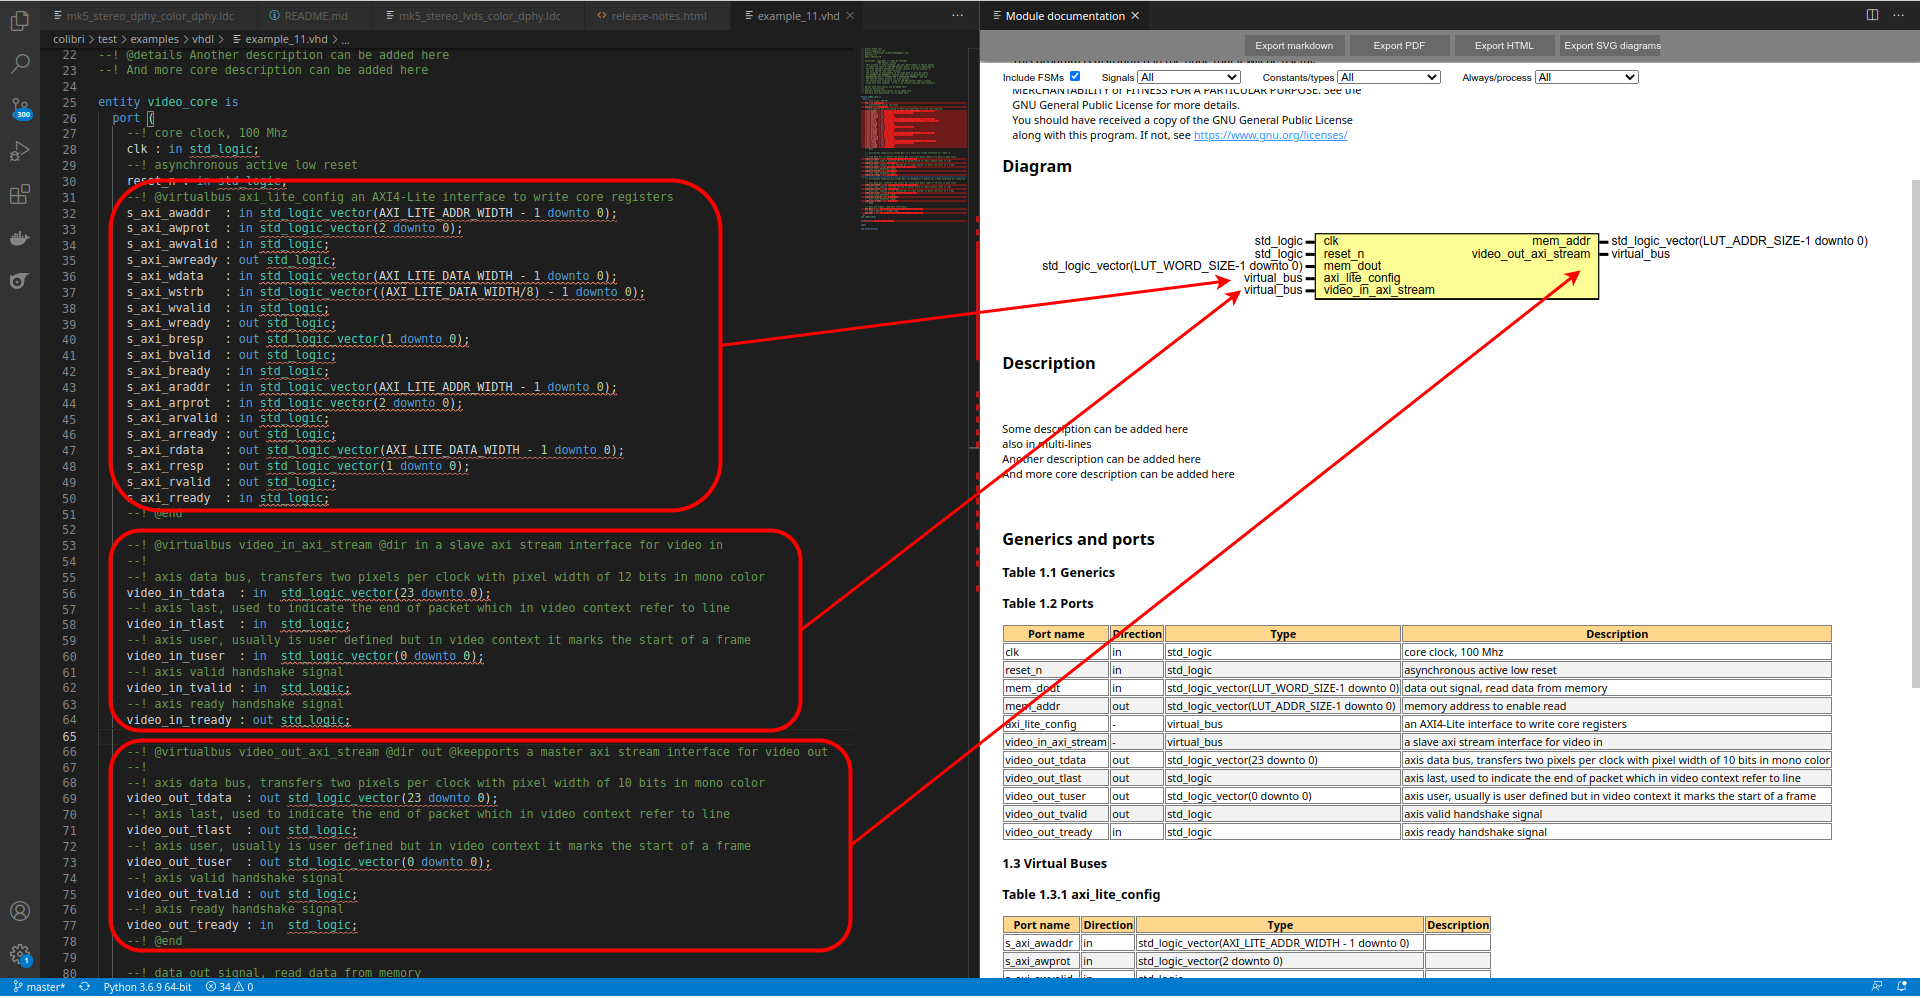 mk5_stereo_dphy_color_dphy.ldc
README.md
mk5_stereo_lvds_color_dphy.ldc
release-notes.html
example_11.vhd
colibri > test > examples > vhdl > example_11.vhd > ...
22 --! @details Another description can be added here
23 --! And more core description can be added here
24
25 entity video_core is
26 port (
27 --! core clock, 100 Mhz
28 clk : in std_logic;
29 --! asynchronous active low reset
30 reset_n : in std_logic;
31 --! @virtualbus axi_lite_config an AXI4-Lite interface to write core registers
32 s_axi_awaddr : in std_logic_vector(AXI_LITE_ADDR_WIDTH - 1 downto 0);
33 s_axi_awprot : in std_logic_vector(2 downto 0);
34 s_axi_awvalid : in std_logic;
35 s_axi_awready : out std_logic;
36 s_axi_wdata : in std_logic_vector(AXI_LITE_DATA_WIDTH - 1 downto 0);
37 s_axi_wstrb : in std_logic_vector((AXI_LITE_DATA_WIDTH/8) - 1 downto 0);
38 s_axi_wvalid : in std_logic;
39 s_axi_wready : out std_logic;
40 s_axi_bresp : out std_logic_vector(1 downto 0);
41 s_axi_bvalid : out std_logic;
42 s_axi_bready : in std_logic;
43 s_axi_araddr : in std_logic_vector(AXI_LITE_ADDR_WIDTH - 1 downto 0);
44 s_axi_arprot : in std_logic_vector(2 downto 0);
45 s_axi_arvalid : in std_logic;
46 s_axi_arready : out std_logic;
47 s_axi_rdata : out std_logic_vector(AXI_LITE_DATA_WIDTH - 1 downto 0);
48 s_axi_rresp : out std_logic_vector(1 downto 0);
49 s_axi_rvalid : out std_logic;
50 s_axi_rready : in std_logic;
51 --! @end
52
53 --! @virtualbus video_in_axi_stream @dir in a slave axi stream interface for video in
54 --!
55 --! axis data bus, transfers two pixels per clock with pixel width of 12 bits in mono color
56 video_in_tdata : in std_logic_vector(23 downto 0);
57 --! axis last, used to indicate the end of packet which in video context refer to line
58 video_in_tlast : in std_logic;
59 --! axis user, usually is user defined but in video context it marks the start of a frame
60 video_in_tuser : in std_logic_vector(0 downto 0);
61 --! axis valid handshake signal
62 video_in_tvalid : in std_logic;
63 --! axis ready handshake signal
64 video_in_tready : out std_logic;
65
66 --! @virtualbus video_out_axi_stream @dir out @keepports a master axi stream interface for video out
67 --!
68 --! axis data bus, transfers two pixels per clock with pixel width of 10 bits in mono color
69 video_out_tdata : out std_logic_vector(23 downto 0);
70 --! axis last, used to indicate the end of packet which in video context refer to line
71 video_out_tlast : out std_logic;
72 --! axis user, usually is user defined but in video context it marks the start of a frame
73 video_out_tuser : out std_logic_vector(0 downto 0);
74 --! axis valid handshake signal
75 video_out_tvalid : out std_logic;
76 --! axis ready handshake signal
77 video_out_tready : in std_logic;
78 --! @end
79
80 --! data out signal, read data from memory
300
1
master*
Python 3.6.9 64-bit
34 0
Module documentation
Export markdown
Export PDF
Export HTML
Export SVG diagrams
Include FSMs
Signals All
Constants/types All
Always/process All
MERCHANTABILITY or FITNESS FOR A PARTICULAR PURPOSE. See the
GNU General Public License for more details.
You should have received a copy of the GNU General Public License
along with this program. If not, see https://www.gnu.org/licenses/
Diagram
std_logic clk mem_addr std_logic_vector(LUT_ADDR_SIZE-1 downto 0)
std_logic reset_n video_out_axi_stream virtual_bus
std_logic_vector(LUT_WORD_SIZE-1 downto 0) mem_dout
virtual_bus axi_lite_config
virtual_bus video_in_axi_stream
Description
Some description can be added here
also in multi-lines
Another description can be added here
And more core description can be added here
Generics and ports
Table 1.1 Generics
Table 1.2 Ports
Port name Direction Type Description
clk in std_logic core clock, 100 Mhz
reset_n in std_logic asynchronous active low reset
mem_dout in std_logic_vector(LUT_WORD_SIZE-1 downto 0) data out signal, read data from memory
mem_addr out std_logic_vector(LUT_ADDR_SIZE-1 downto 0) memory address to enable read
axi_lite_config - virtual_bus an AXI4-Lite interface to write core registers
video_in_axi_stream - virtual_bus a slave axi stream interface for video in
video_out_tdata out std_logic_vector(23 downto 0) axis data bus, transfers two pixels per clock with pixel width of 10 bits in mono color
video_out_tlast out std_logic axis last, used to indicate the end of packet which in video context refer to line
video_out_tuser out std_logic_vector(0 downto 0) axis user, usually is user defined but in video context it marks the start of a frame
video_out_tvalid out std_logic axis valid handshake signal
video_out_tready in std_logic axis ready handshake signal
1.3 Virtual Buses
Table 1.3.1 axi_lite_config
Port name Direction Type Description
s_axi_awaddr in std_logic_vector(AXI_LITE_ADDR_WIDTH - 1 downto 0)
s_axi_awprot in std_logic_vector(2 downto 0)